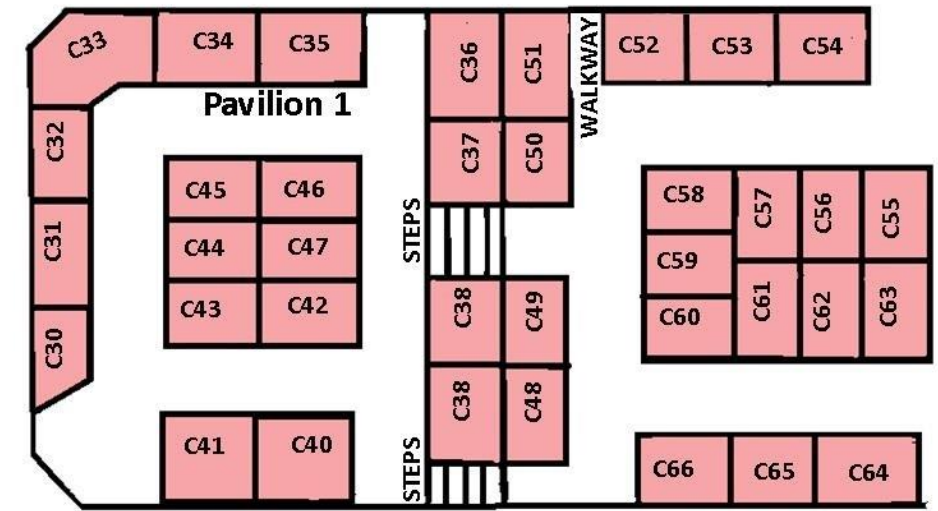 C33
C34
C35
C36
C51
WALKWAY
C52
C53
C54
Pavilion 1
C32
C37
C50
C45
C46
C58
C57
C56
C55
STEPS
C31
C44
C47
C59
C43
C42
C38
C49
C60
C61
C62
C63
C30
C38
C48
C41
C40
STEPS
C66
C65
C64